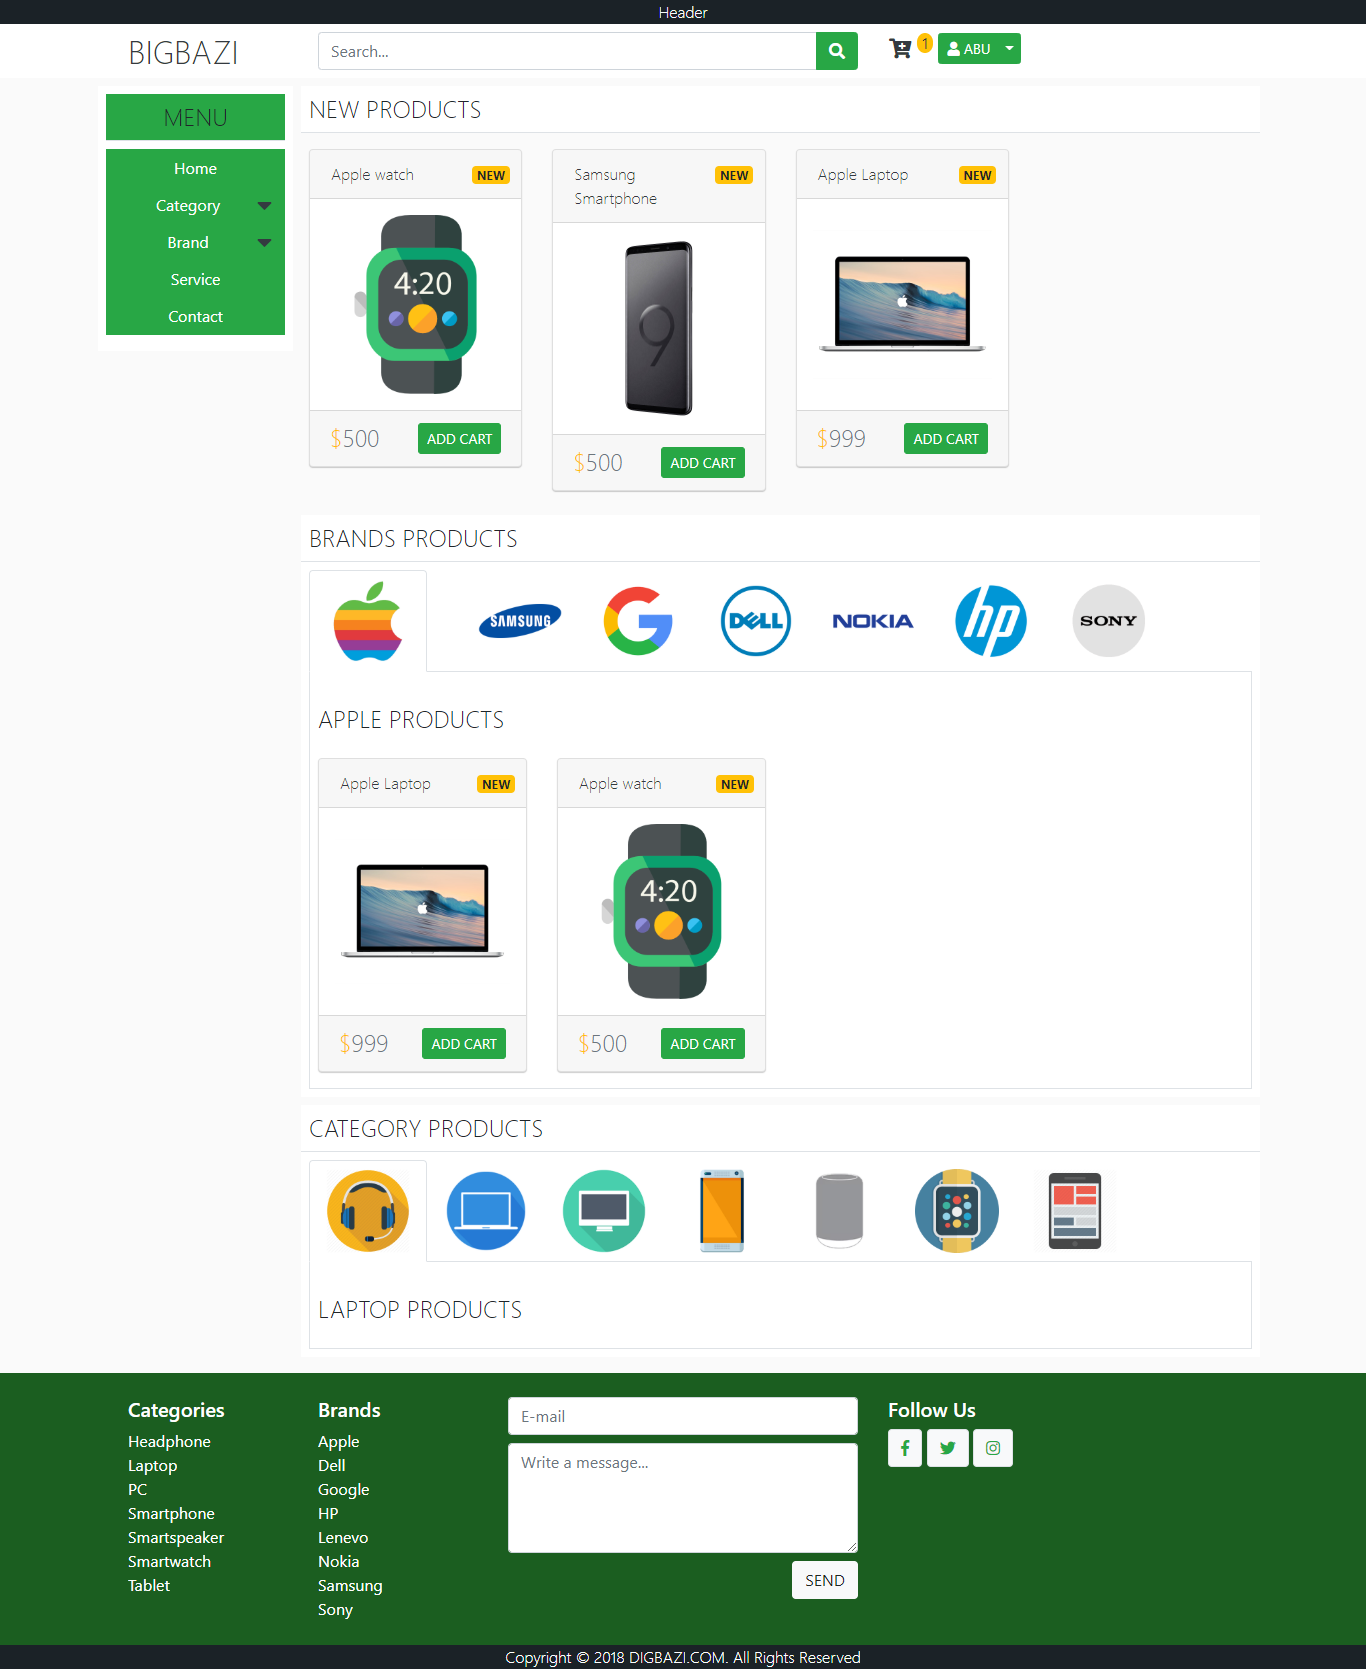 Header
BIGBAZI
Search...
1
ABU
MENU
Home
Category
Brand
Service
Contact
NEW PRODUCTS
Apple watch NEW
4:20
$500 ADD CART
Samsung Smartphone NEW
9
$500 ADD CART
Apple Laptop NEW
$999 ADD CART
BRANDS PRODUCTS
SAMSUNG
G
DELL
NOKIA
hp
SONY
APPLE PRODUCTS
Apple Laptop NEW
$999 ADD CART
Apple watch NEW
4:20
$500 ADD CART
CATEGORY PRODUCTS
LAPTOP PRODUCTS
Categories
Headphone
Laptop
PC
Smartphone
Smartspeaker
Smartwatch
Tablet
Brands
Apple
Dell
Google
HP
Lenevo
Nokia
Samsung
Sony
E-mail
Write a message...
SEND
Follow Us
Copyright © 2018 DIGBAZI.COM. All Rights Reserved